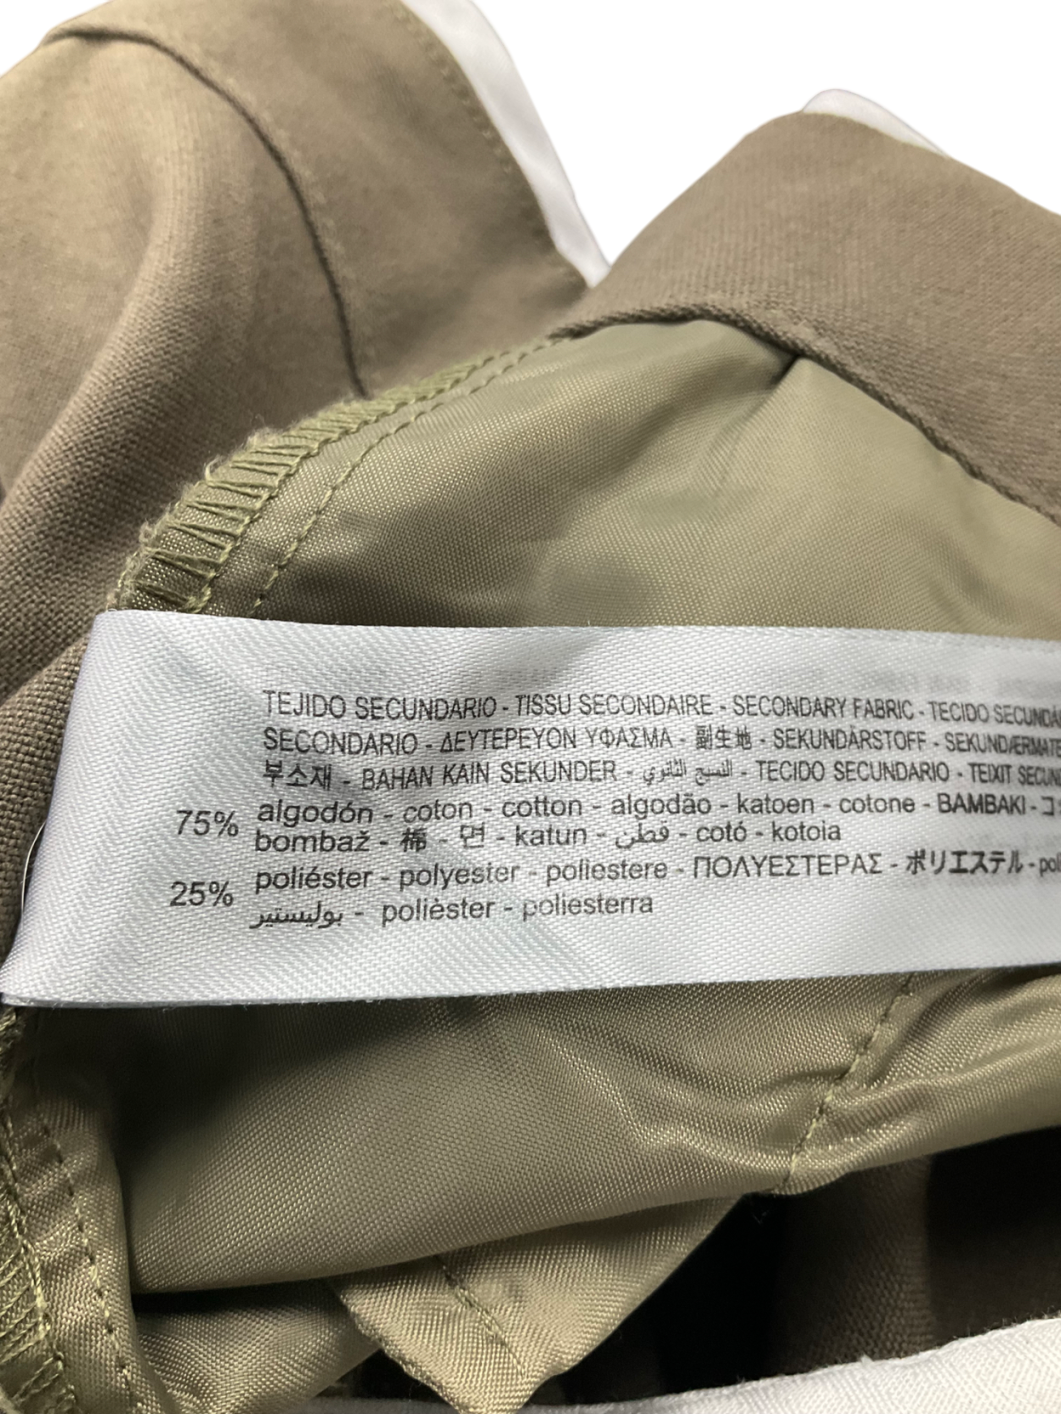 TEJIDO SECUNDARIO - TISSU SECONDAIRE - SECONDARY FABRIC - TECIDO
SECONDARIO - ΔΕΥΤΕΡΕΥΟΝ ΥΦΑΣΜΑ - 副生地 - SEKUNDÄRSTOFF -
부소재 - BAHAN KAIN SEKUNDER - النسيج الثانوي - TECIDO SECUNDARIO - TEIXIT
75% algodón - coton - cotton - algodão - katoen - cotone - BAMBAKI -
bombaž - 棉 - 면 - katun - قطن - cotó - kotoia
25% poliéster - polyester - poliestere - ΠΟΛΥΕΣΤΕΡΑΣ - ポリエステル -
بوليستير - polièster - poliesterra